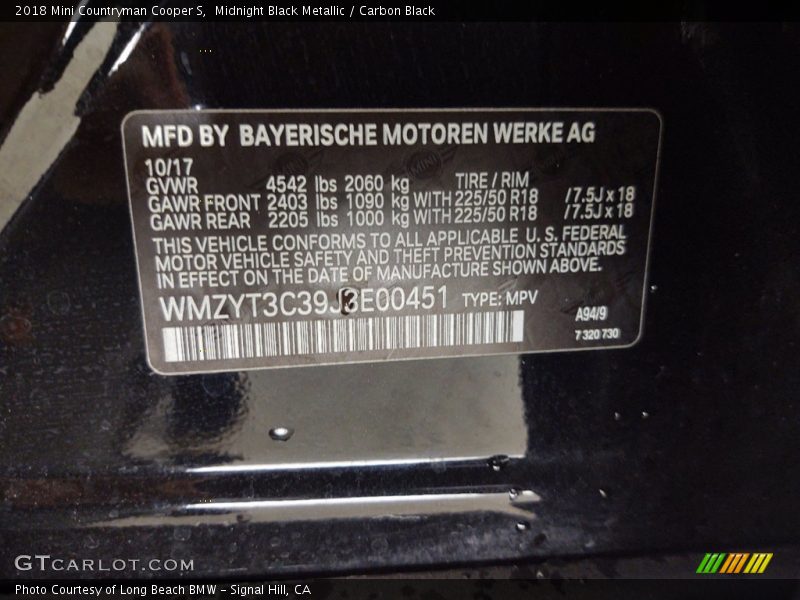 2018 Mini Countryman Cooper S, Midnight Black Metallic / Carbon Black
MFD BY BAYERISCHE MOTOREN WERKE AG
10/17
GVWR 4542 lbs 2060 kg TIRE / RIM
GAWR FRONT 2403 lbs 1090 kg WITH 225/50 R18 /7.5J x 18
GAWR REAR 2205 lbs 1000 kg WITH 225/50 R18 /7.5J x 18
THIS VEHICLE CONFORMS TO ALL APPLICABLE U.S. FEDERAL
MOTOR VEHICLE SAFETY AND THEFT PREVENTION STANDARDS
IN EFFECT ON THE DATE OF MANUFACTURE SHOWN ABOVE.
WMZYT3C39J3E00451 TYPE: MPV
A94/9
7 320 730
GTCARLOT.COM
Photo Courtesy of Long Beach BMW - Signal Hill, CA